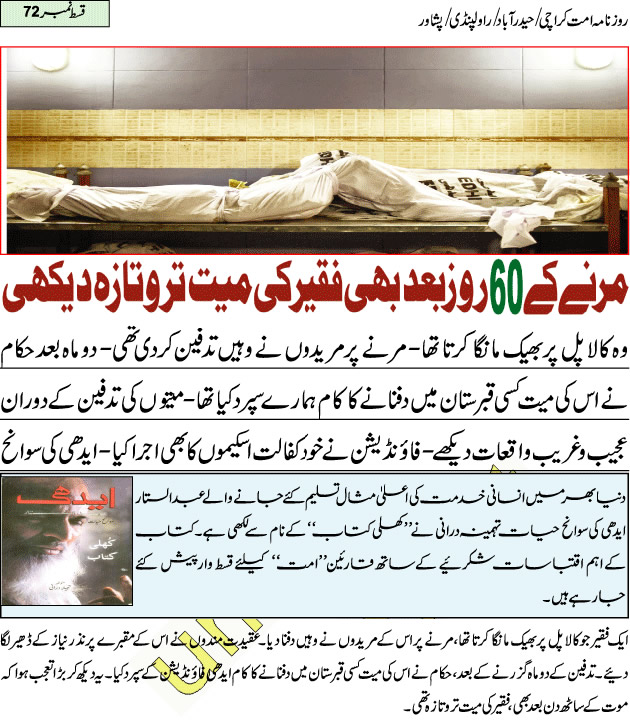 روزنامہ امت کراچی/حیدرآباد/راولپنڈی/پشاور
قسط نمبر 72
مرنے کے 60 روز بعد بھی فقیر کی میت تروتازہ دیکھی
وہ کالا پل پر بھیک مانگا کرتا تھا- مرنے پر مریدوں نے وہیں تدفین کردی تھی- دو ماہ بعد حکام
نے اس کی میت کسی قبرستان میں دفنانے کا کام ہمارے سپرد کیا تھا- میتوں کی تدفین کے دوران
عجیب و غریب واقعات دیکھے- فاؤنڈیشن نے خود کفالت اسکیموں کا بھی اجرا کیا- ایدھی کی سوانح
دنیا بھر میں انسانی خدمت کی اعلیٰ مثال تسلیم کئے جانے والے عبدالستار
ایدھی کی سوانح حیات تہمینہ درانی نے ”کھلی کتاب“ کے نام سے لکھی ہے۔ کتاب
کے اہم اقتباسات شکریئے کے ساتھ قارئین ”امت“ کیلئے قسط وار پیش کئے
جا رہے ہیں۔
ایدھی
کھلی
کتاب
ایک فقیر جو کالا پل پر بھیک مانگا کرتا تھا، مرنے پر اس کے مریدوں نے وہیں دفنا دیا۔ عقیدت مندوں نے اس کے مقبرے پر نذر نیاز کے ڈھیر لگا
دیئے۔ تدفین کے دو ماہ گزرنے کے بعد، حکام نے اس کی میت کسی قبرستان میں دفنانے کا کام ایدھی فاؤنڈیشن کے سپرد کیا۔ یہ دیکھ کر بڑا تعجب ہوا کہ
موت کے ساٹھ دن بعد بھی، فقیر کی میت تروتازہ تھی۔